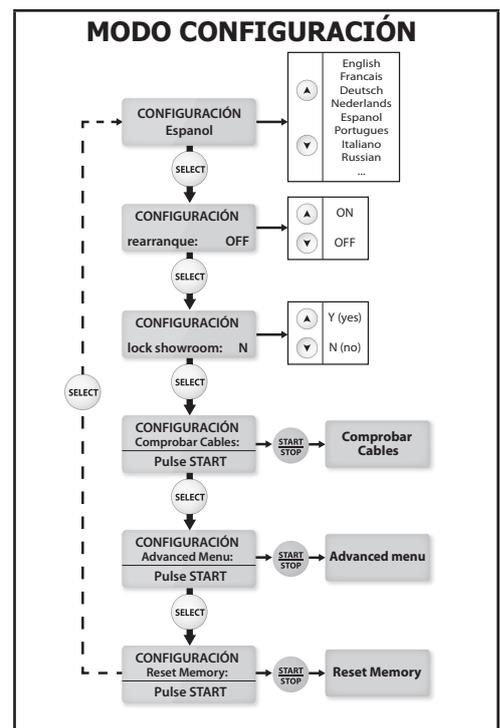 MODO CONFIGURACIÓN
CONFIGURACIÓN
Espanol
English
Francais
Deutsch
Nederlands
Espanol
Portugues
Italiano
Russian
...
SELECT
CONFIGURACIÓN
rearranque: OFF
ON
OFF
SELECT
CONFIGURACIÓN
lock showroom: N
Y (yes)
N (no)
SELECT
SELECT
CONFIGURACIÓN
Comprobar Cables:
Pulse START
START
STOP
Comprobar
Cables
SELECT
CONFIGURACIÓN
Advanced Menu:
Pulse START
START
STOP
Advanced menu
SELECT
CONFIGURACIÓN
Reset Memory:
Pulse START
START
STOP
Reset Memory